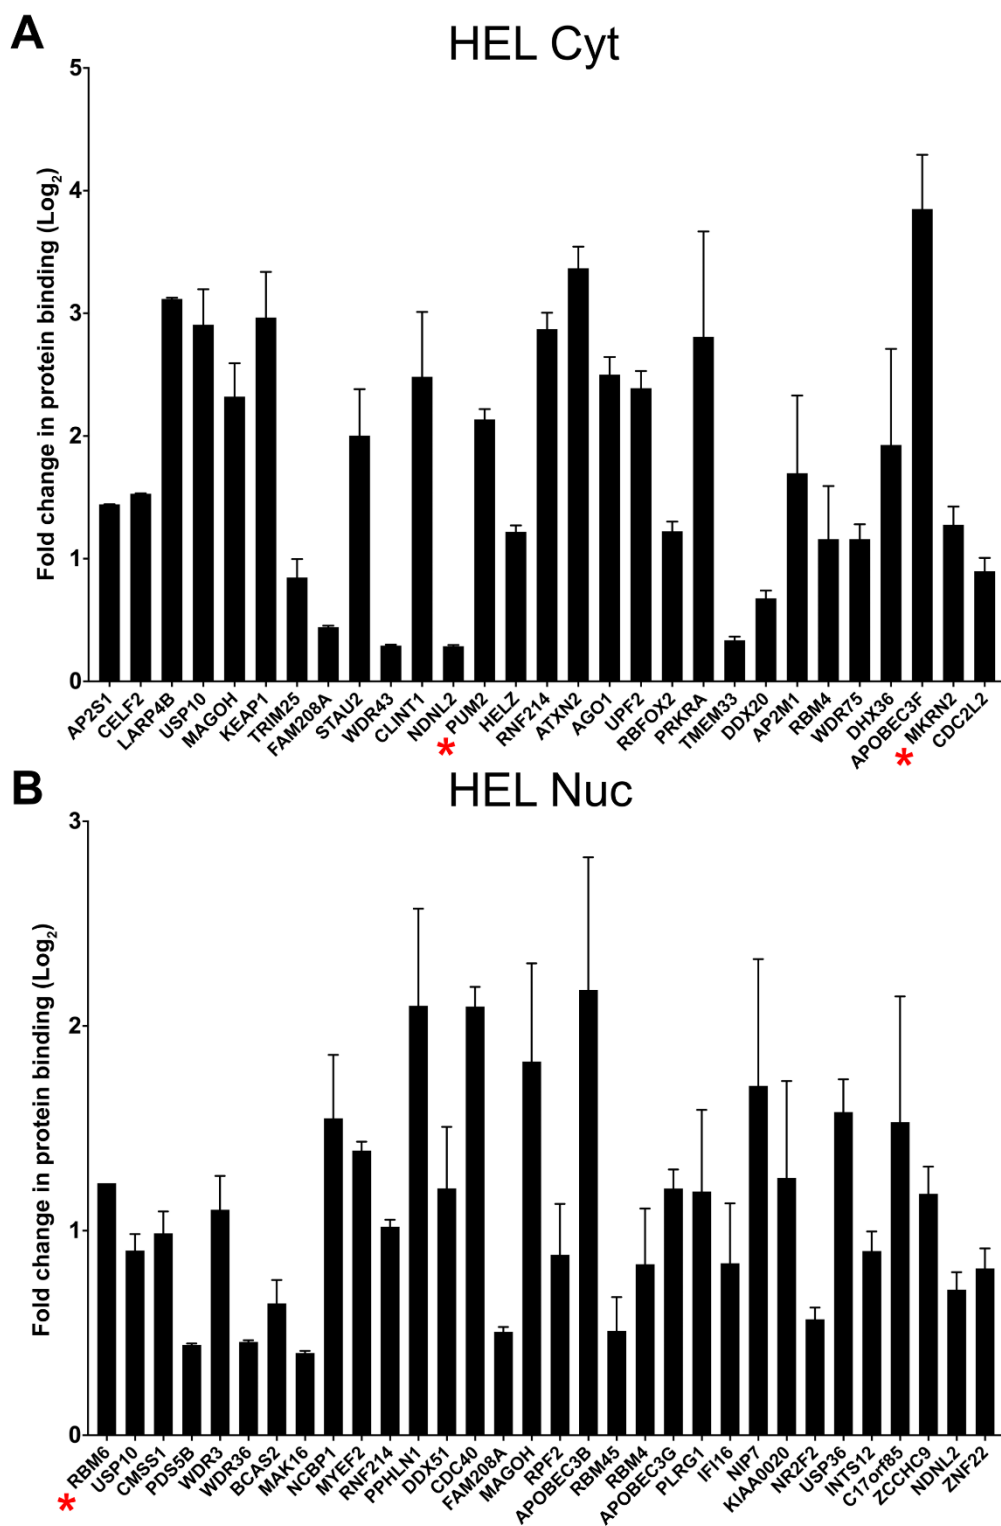 A
HEL Cyt
Fold change in protein binding (Log2)
5
4
3
2
1
0
AP2S1
CELF2
LARP4B
USP10
MAGOH
KEAP1
TRIM25
FAM208A
STAU2
WDR43
CLINT1
NDNL2
*
PUM2
HELZ
RNF214
ATXN2
AGO1
UPF2
RBFOX2
PRKRA
TMEM33
DDX20
AP2M1
RBM4
WDR75
DHX36
APOBEC3F
*
MKRN2
CDC2L2
B
HEL Nuc
Fold change in protein binding (Log2)
3
2
1
0
*
RBM6
USP10
CMSS1
PDS5B
WDR3
WDR36
BCAS2
MAK16
NCBP1
MYEF2
RNF214
PPHLN1
DDX51
CDC40
FAM208A
MAGOH
RPF2
APOBEC3B
RBM45
RBM4
APOBEC3G
PLRG1
IFI16
NIP7
KIAA0020
NR2F2
USP36
INTS12
C17orf85
ZCCHC9
NDNL2
ZNF22